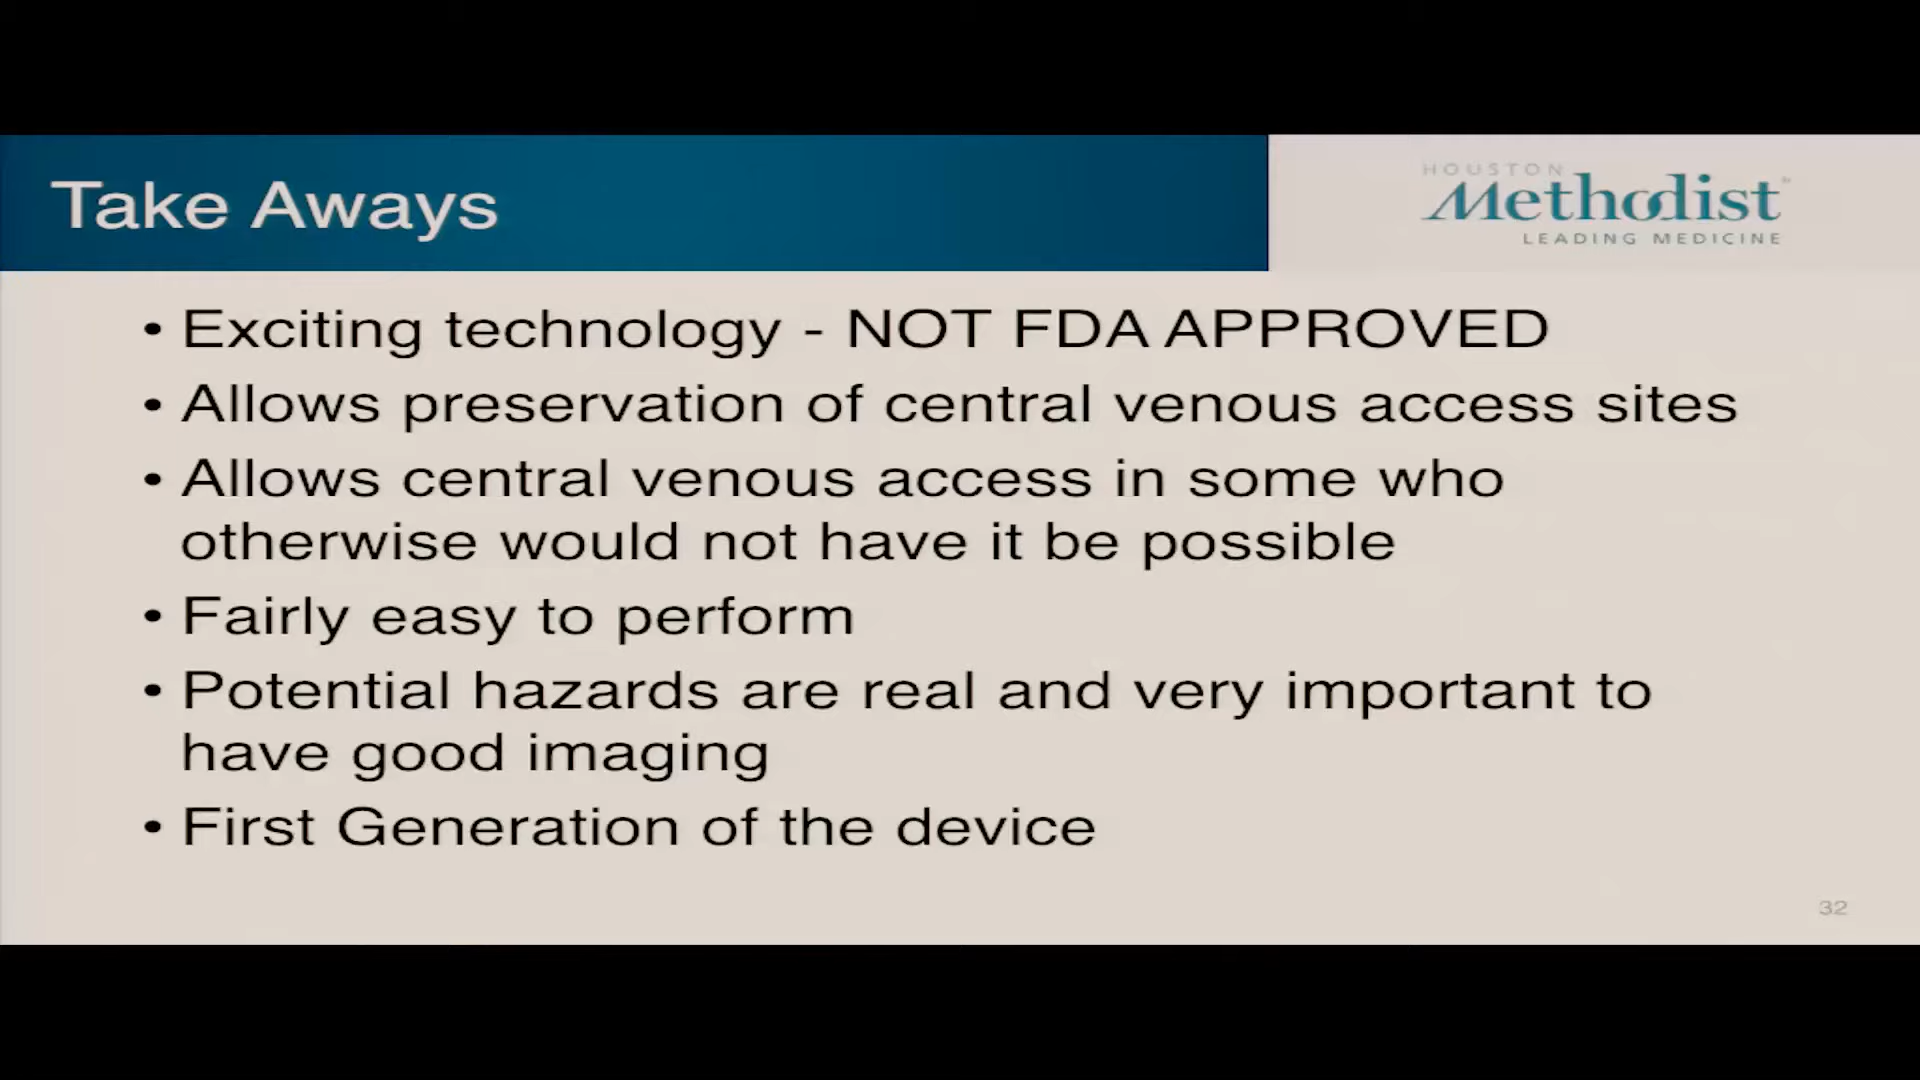 Take Aways
HOUSTON
Methodist
LEADING MEDICINE
• Exciting technology - NOT FDA APPROVED
• Allows preservation of central venous access sites
• Allows central venous access in some who
otherwise would not have it be possible
• Fairly easy to perform
• Potential hazards are real and very important to
have good imaging
• First Generation of the device
32